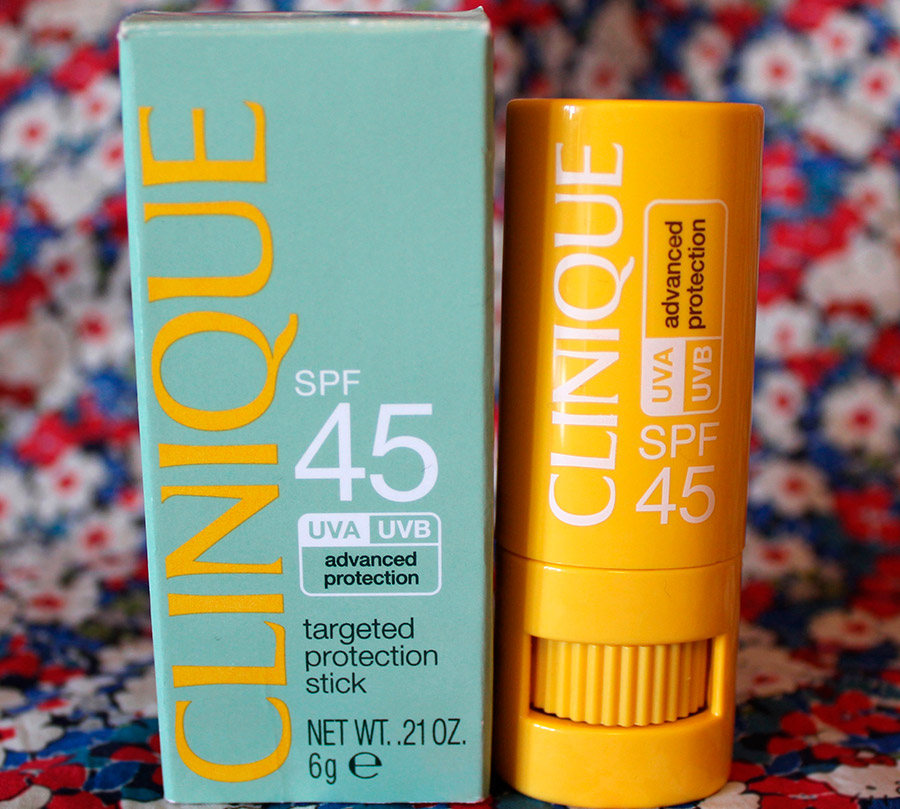 CLINIQUE
SPF
45
UVA UVB
advanced
protection
targeted
protection
stick
NET WT. .21 OZ.
6g ℮
CLINIQUE
advanced
protection
UVA
UVB
SPF
45